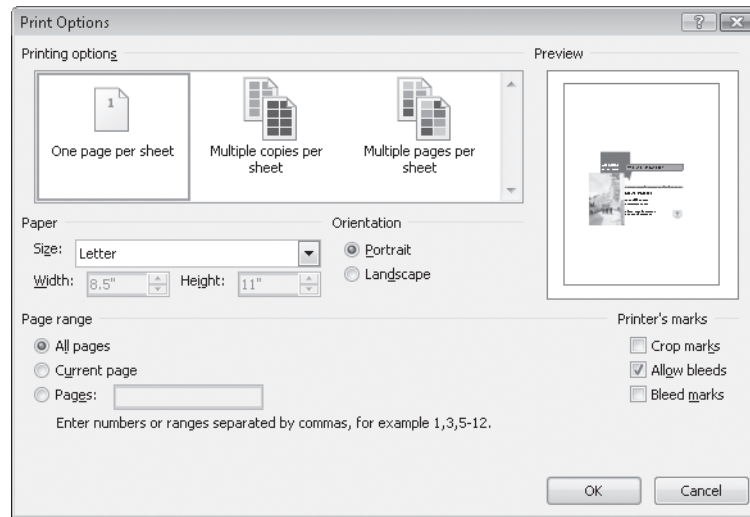 Print Options
Printing options
Preview
1
One page per sheet
Multiple copies per
sheet
Multiple pages per
sheet
Paper
Orientation
Size: Letter
Portrait
Width: 8.5" Height: 11"
Landscape
Page range
Printer's marks
All pages
Crop marks
Current page
Allow bleeds
Pages:
Bleed marks
Enter numbers or ranges separated by commas, for example 1,3,5-12.
OK Cancel